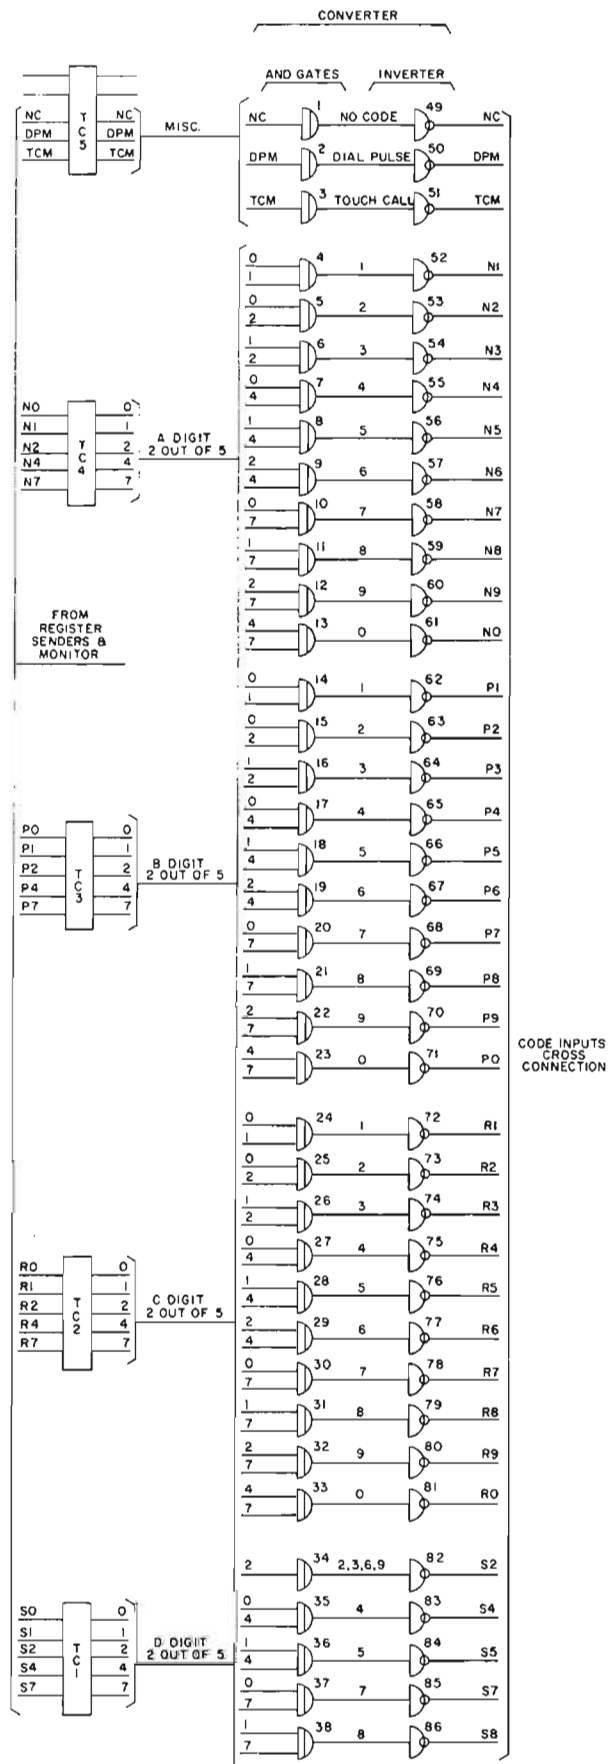 CONVERTER
AND GATES INVERTER
NC NC
DPM DPM
TCM TCM
TC5
MISC.
NC 1 NO CODE 49 NC
DPM 2 DIAL PULSE 50 DPM
TCM 3 TOUCH CALL 51 TCM
N0 0
N1 1
N2 2
N4 4
N7 7
TC4
A DIGIT
2 OUT OF 5
0 1 4 1 52 N1
0 2 5 2 53 N2
1 2 6 3 54 N3
0 4 7 4 55 N4
1 4 8 5 56 N5
2 4 9 6 57 N6
0 7 10 7 58 N7
1 7 11 8 59 N8
2 7 12 9 60 N9
4 7 13 0 61 N0
FROM
REGISTER
SENDERS &
MONITOR
P0 0
P1 1
P2 2
P4 4
P7 7
TC3
B DIGIT
2 OUT OF 5
0 1 14 1 62 P1
0 2 15 2 63 P2
1 2 16 3 64 P3
0 4 17 4 65 P4
1 4 18 5 66 P5
2 4 19 6 67 P6
0 7 20 7 68 P7
1 7 21 8 69 P8
2 7 22 9 70 P9
4 7 23 0 71 P0
CODE INPUTS
CROSS
CONNECTION
R0 0
R1 1
R2 2
R4 4
R7 7
TC2
C DIGIT
2 OUT OF 5
0 1 24 1 72 R1
0 2 25 2 73 R2
1 2 26 3 74 R3
0 4 27 4 75 R4
1 4 28 5 76 R5
2 4 29 6 77 R6
0 7 30 7 78 R7
1 7 31 8 79 R8
2 7 32 9 80 R9
4 7 33 0 81 R0
S0 0
S1 1
S2 2
S4 4
S7 7
TC1
D DIGIT
2 OUT OF 5
2 34 2,3,6,9 82 S2
0 4 35 4 83 S4
1 4 36 5 84 S5
0 7 37 7 85 S7
1 7 38 8 86 S8